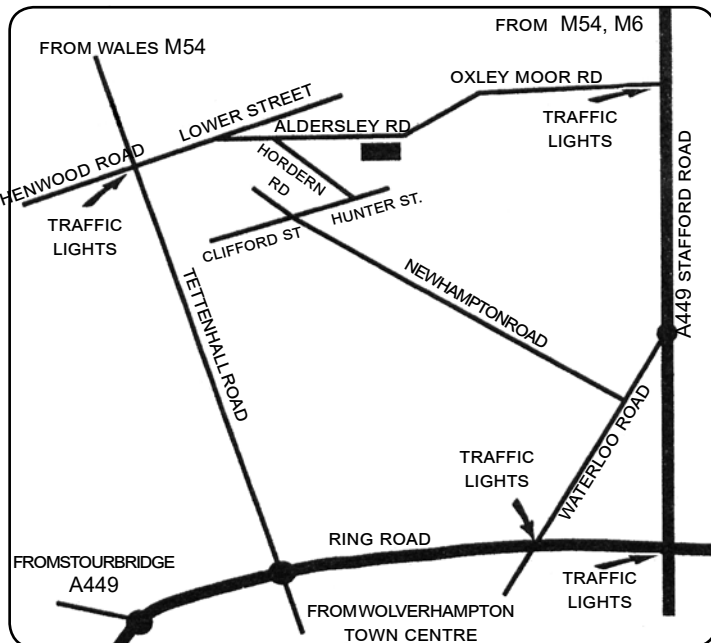 FROM M54, M6
FROM WALES M54
OXLEY MOOR RD
LOWER STREET
TRAFFIC
LIGHTS
ALDERSLEY RD
HENWOOD ROAD
HORDERN
RD
HUNTER ST.
CLIFFORD ST
TRAFFIC
LIGHTS
A449 STAFFORD ROAD
TETTENHALL ROAD
NEWHAMPTONROAD
WATERLOO ROAD
TRAFFIC
LIGHTS
RING ROAD
FROMSTOURBRIDGE
A449
TRAFFIC
LIGHTS
FROMWOLVERHAMPTON
TOWN CENTRE